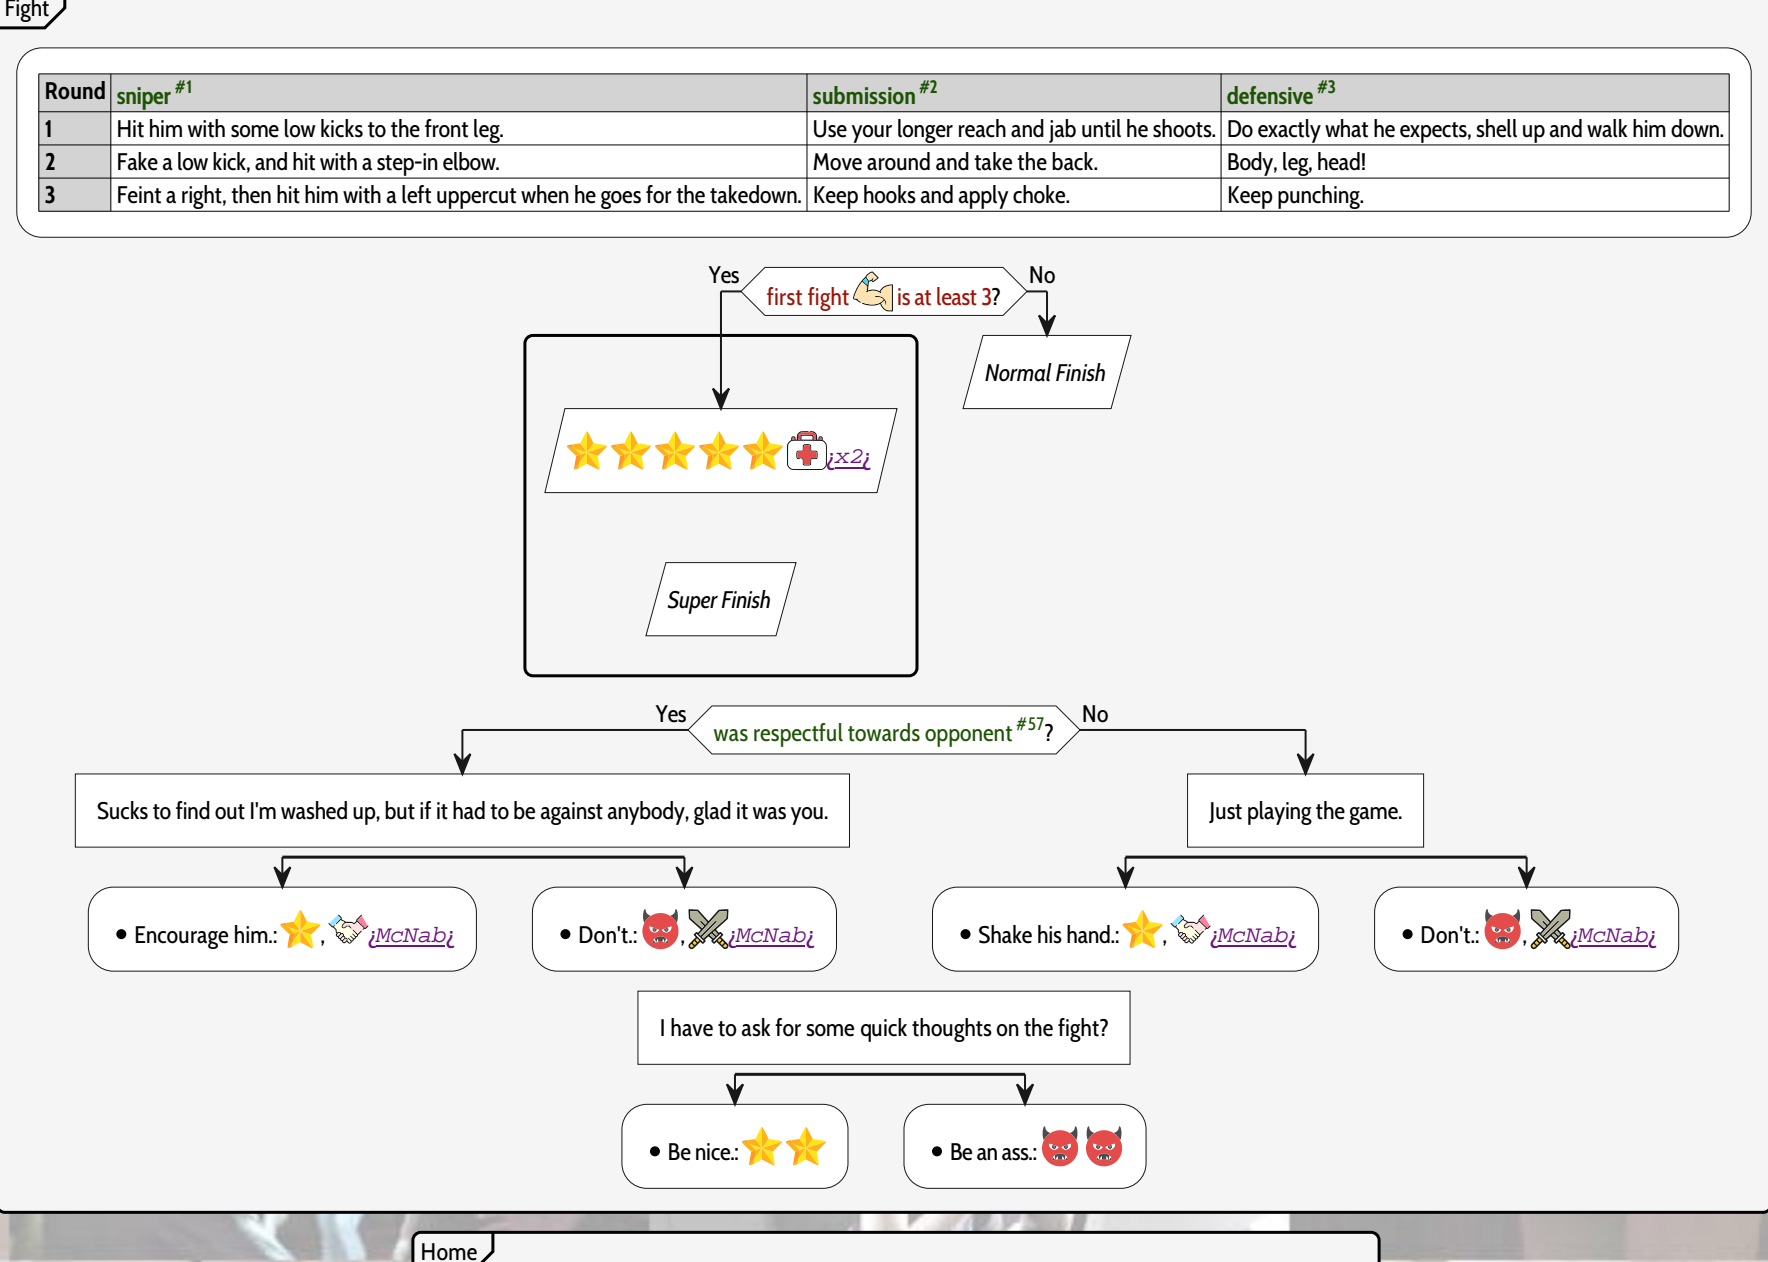 Fight
Round sniper #1 submission #2 defensive #3
1 Hit him with some low kicks to the front leg. Use your longer reach and jab until he shoots. Do exactly what he expects, shell up and walk him down.
2 Fake a low kick, and hit with a step-in elbow. Move around and take the back. Body, leg, head!
3 Feint a right, then hit him with a left uppercut when he goes for the takedown. Keep hooks and apply choke. Keep punching.
Yes first fight is at least 3? No
Normal Finish
¿x2¿
Super Finish
Yes was respectful towards opponent #57? No
Sucks to find out I'm washed up, but if it had to be against anybody, glad it was you.
Just playing the game.
• Encourage him.: , ¿McNab¿
• Don't.: , ¿McNab¿
• Shake his hand.: , ¿McNab¿
• Don't.: , ¿McNab¿
I have to ask for some quick thoughts on the fight?
• Be nice.:
• Be an ass.:
Home